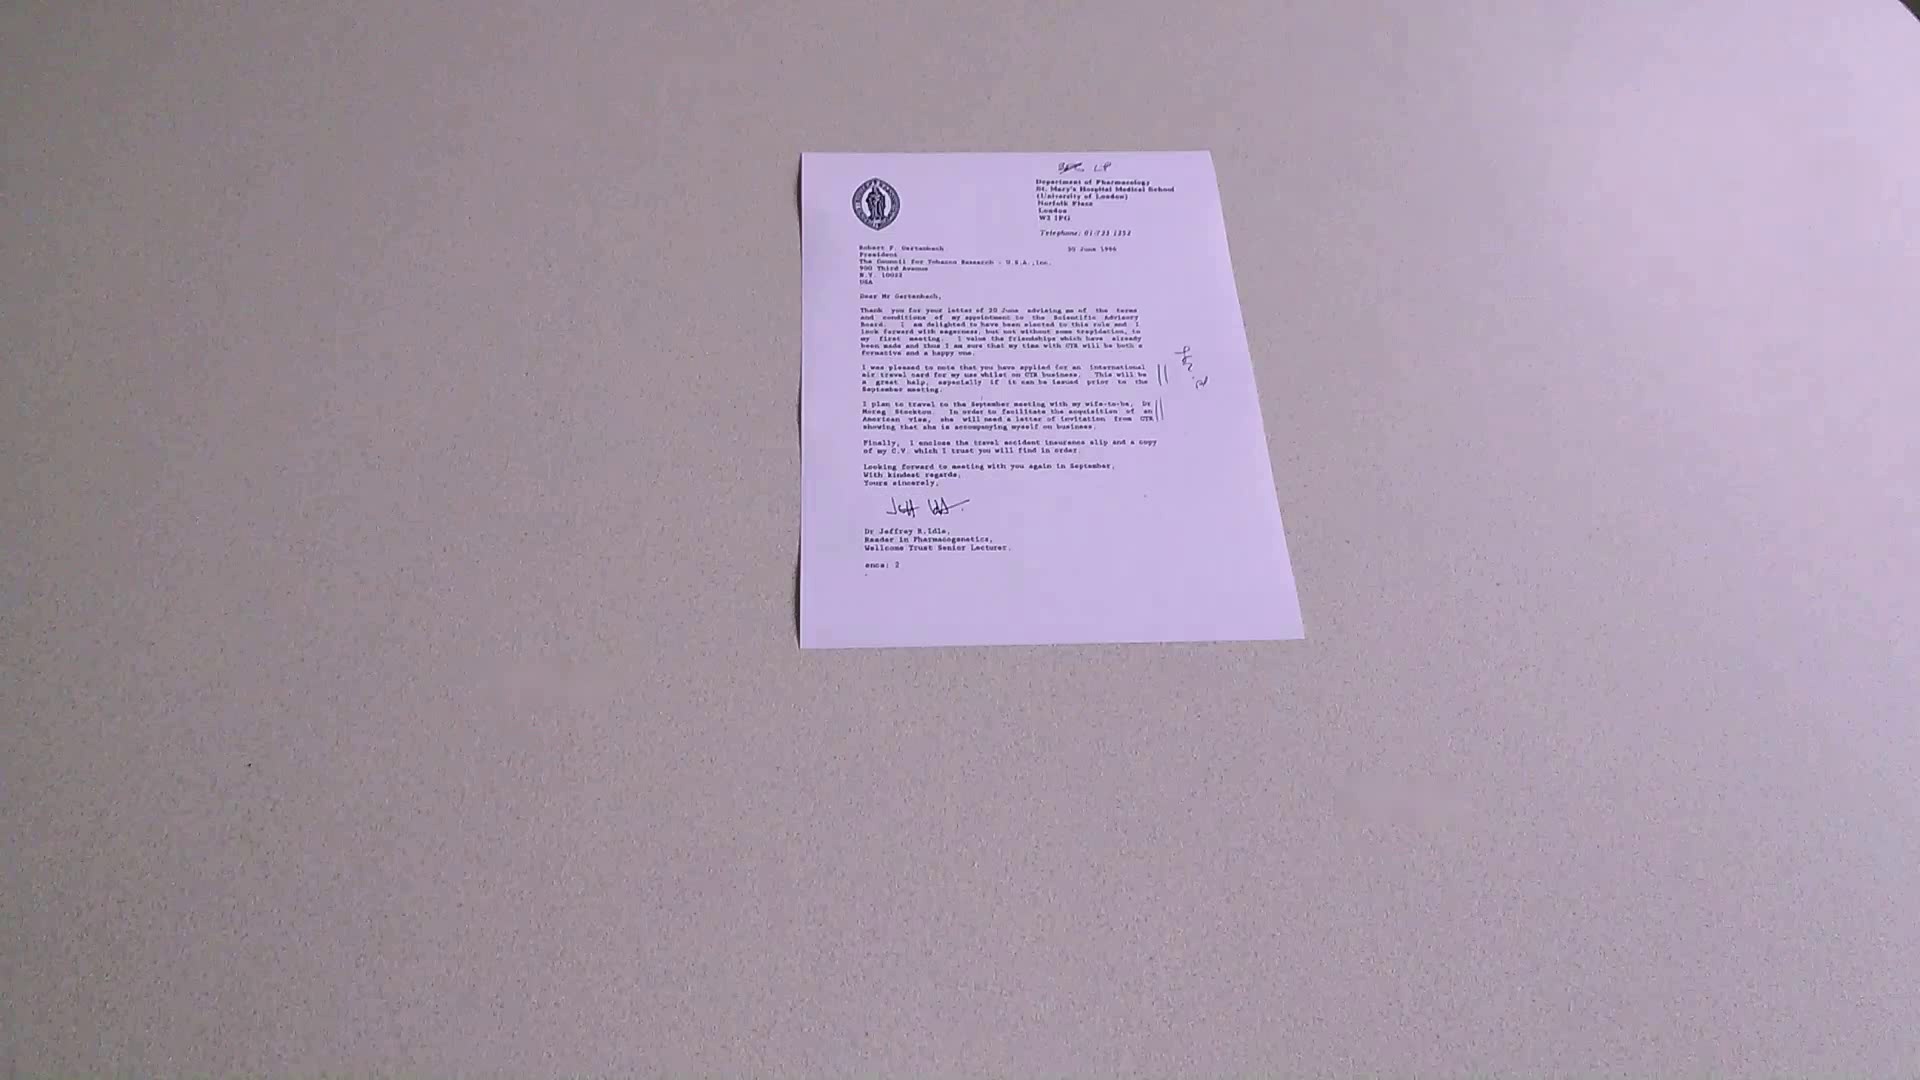 LP
Department of Pharmacology
St. Mary's Hospital Medical School
(University of London)
Norfolk Place
London
W2 1PG
Telephone: 01-723 1252
Robert F. Gertenbach
30 June 1986
President
The Council for Tobacco Research - U.S.A.,Inc.
900 Third Avenue
N.Y. 10022
USA
Dear Mr Gertenbach,
Thank you for your letter of 20 June advising me of the terms
and conditions of my appointment to the Scientific Advisory
Board. I am delighted to have been elected to this role and I
look forward with eagerness, but not without some trepidation, to
my first meeting. I value the friendships which have already
been made and thus I am sure that my time with CTR will be both a
formative and a happy one.
I was pleased to note that you have applied for an international
air travel card for my use whilst on CTR business. This will be
a great help, especially if it can be issued prior to the
September meeting.
I plan to travel to the September meeting with my wife-to-be, Dr
Morag Stockton. In order to facilitate the acquisition of an
American visa, she will need a letter of invitation from CTR
showing that she is accompanying myself on business.
Finally, I enclose the travel accident insurance slip and a copy
of my C.V. which I trust you will find in order.
Looking forward to meeting with you again in September,
With kindest regards,
Yours sincerely,
Dr Jeffrey R.Idle,
Reader in Pharmacogenetics,
Wellcome Trust Senior Lecturer.
encs: 2